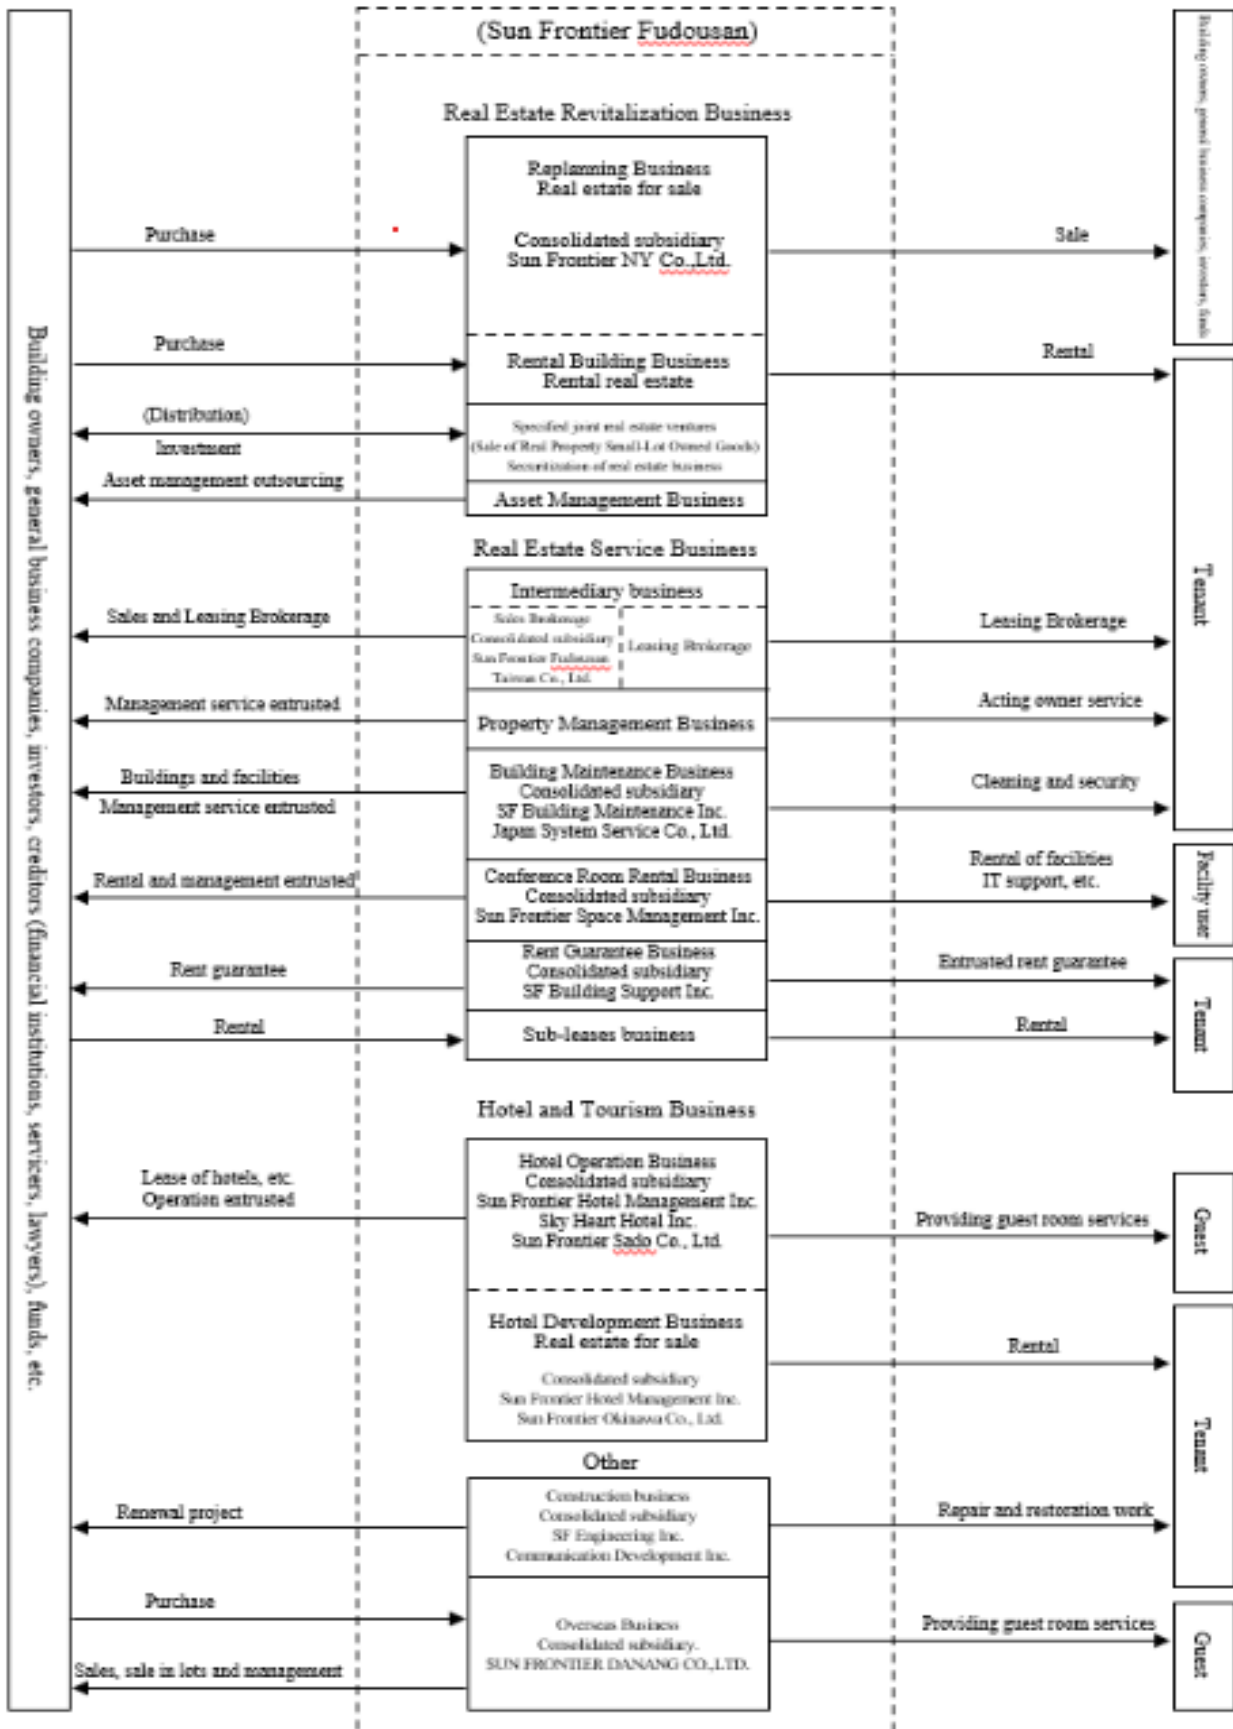 (Sun Frontier Fudousan)
Building owners, general business companies, investors, creditors (financial institutions, servicers, lawyers), funds, etc.
Real Estate Revitalization Business
Replanning Business
Real estate for sale
Consolidated subsidiary
Sun Frontier NY Co.,Ltd.
Purchase
Sale
Building owners, general business companies, investors, funds
Purchase
Rental Building Business
Rental real estate
Rental
(Distribution)
Investment
Specified joint real estate ventures
(Sale of Real Property Small-Lot Owned Goods)
Securitization of real estate business
Asset management outsourcing
Asset Management Business
Tenant
Real Estate Service Business
Intermediary business
Sales and Leasing Brokerage
Sales Brokerage
Consolidated subsidiary
Sun Frontier Fudousan
Taiwan Co., Ltd.
Leasing Brokerage
Leasing Brokerage
Management service entrusted
Property Management Business
Acting owner service
Buildings and facilities
Management service entrusted
Building Maintenance Business
Consolidated subsidiary
SF Building Maintenance Inc.
Japan System Service Co., Ltd.
Cleaning and security
Rental and management entrusted
Conference Room Rental Business
Consolidated subsidiary
Sun Frontier Space Management Inc.
Rental of facilities
IT support, etc.
Facility user
Rent guarantee
Rent Guarantee Business
Consolidated subsidiary
SF Building Support Inc.
Entrusted rent guarantee
Rental
Sub-leases business
Rental
Tenant
Hotel and Tourism Business
Lease of hotels, etc.
Operation entrusted
Hotel Operation Business
Consolidated subsidiary
Sun Frontier Hotel Management Inc.
Sky Heart Hotel Inc.
Sun Frontier Sado Co., Ltd.
Providing guest room services
Guest
Hotel Development Business
Real estate for sale
Consolidated subsidiary
Sun Frontier Hotel Management Inc.
Sun Frontier Okinawa Co., Ltd.
Rental
Tenant
Other
Renewal project
Construction business
Consolidated subsidiary
SF Engineering Inc.
Communication Development Inc.
Repair and restoration work
Purchase
Sales, sale in lots and management
Overseas Business
Consolidated subsidiary.
SUN FRONTIER DANANG CO.,LTD.
Providing guest room services
Guest